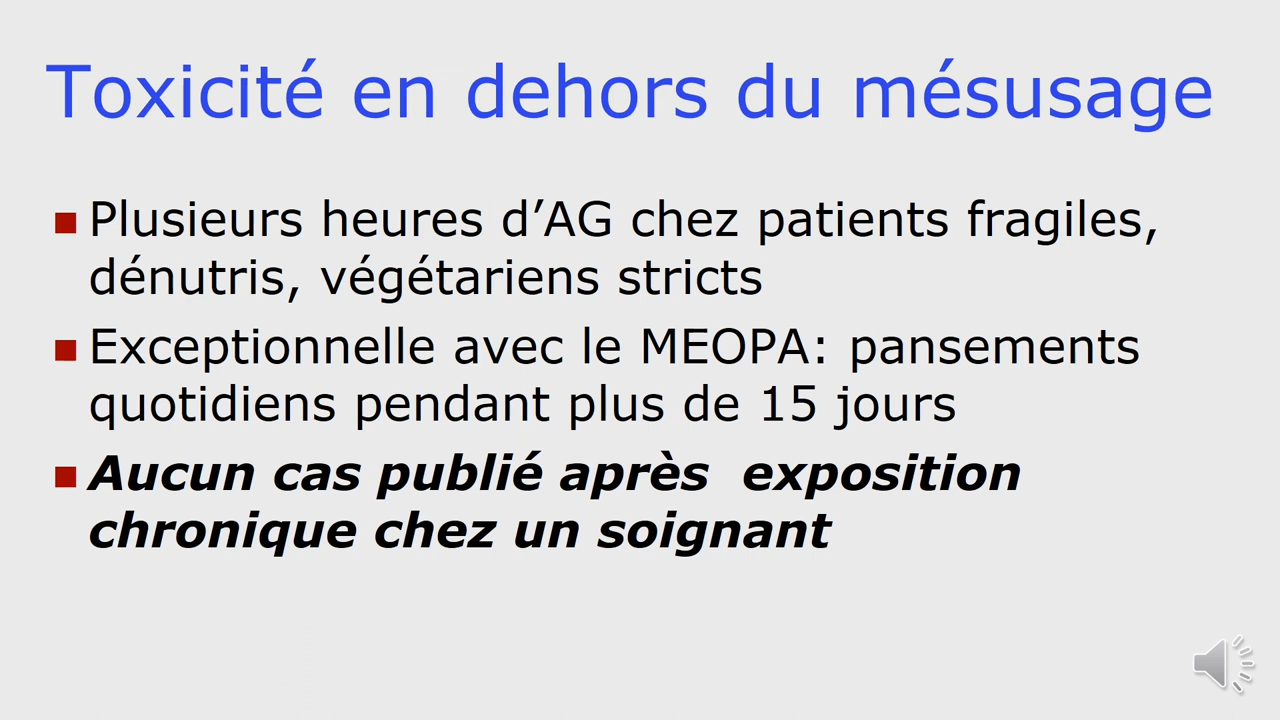 Toxicité en dehors du mésusage
Plusieurs heures d’AG chez patients fragiles,
dénutris, végétariens stricts
Exceptionnelle avec le MEOPA: pansements
quotidiens pendant plus de 15 jours
Aucun cas publié après  exposition
chronique chez un soignant